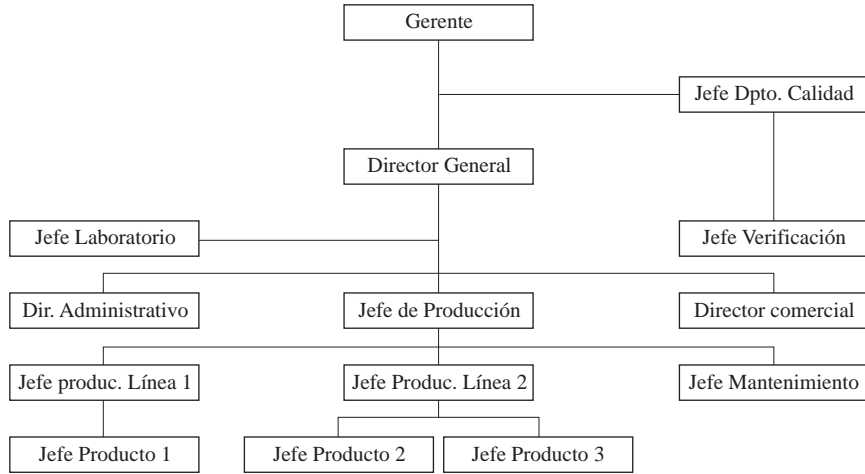 Gerente
Jefe Dpto. Calidad
Director General
Jefe Laboratorio
Jefe Verificación
Dir. Administrativo
Jefe de Producción
Director comercial
Jefe produc. Línea 1
Jefe Produc. Línea 2
Jefe Mantenimiento
Jefe Producto 1
Jefe Producto 2
Jefe Producto 3